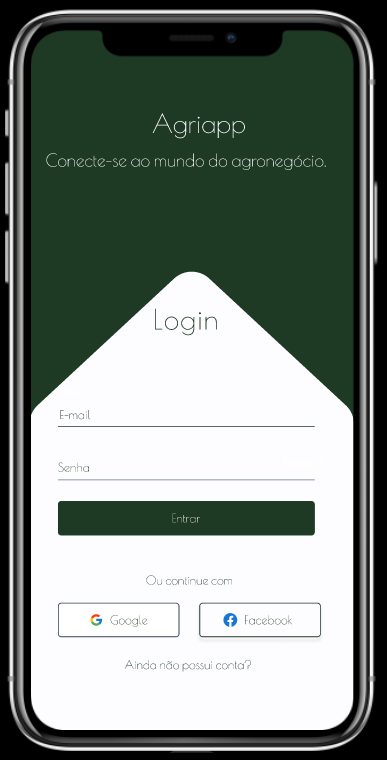 Agriapp
Conecte-se ao mundo do agronegócio.
Login
E-mail
Senha
Entrar
Ou continue com
Google
Facebook
Ainda não possui conta?